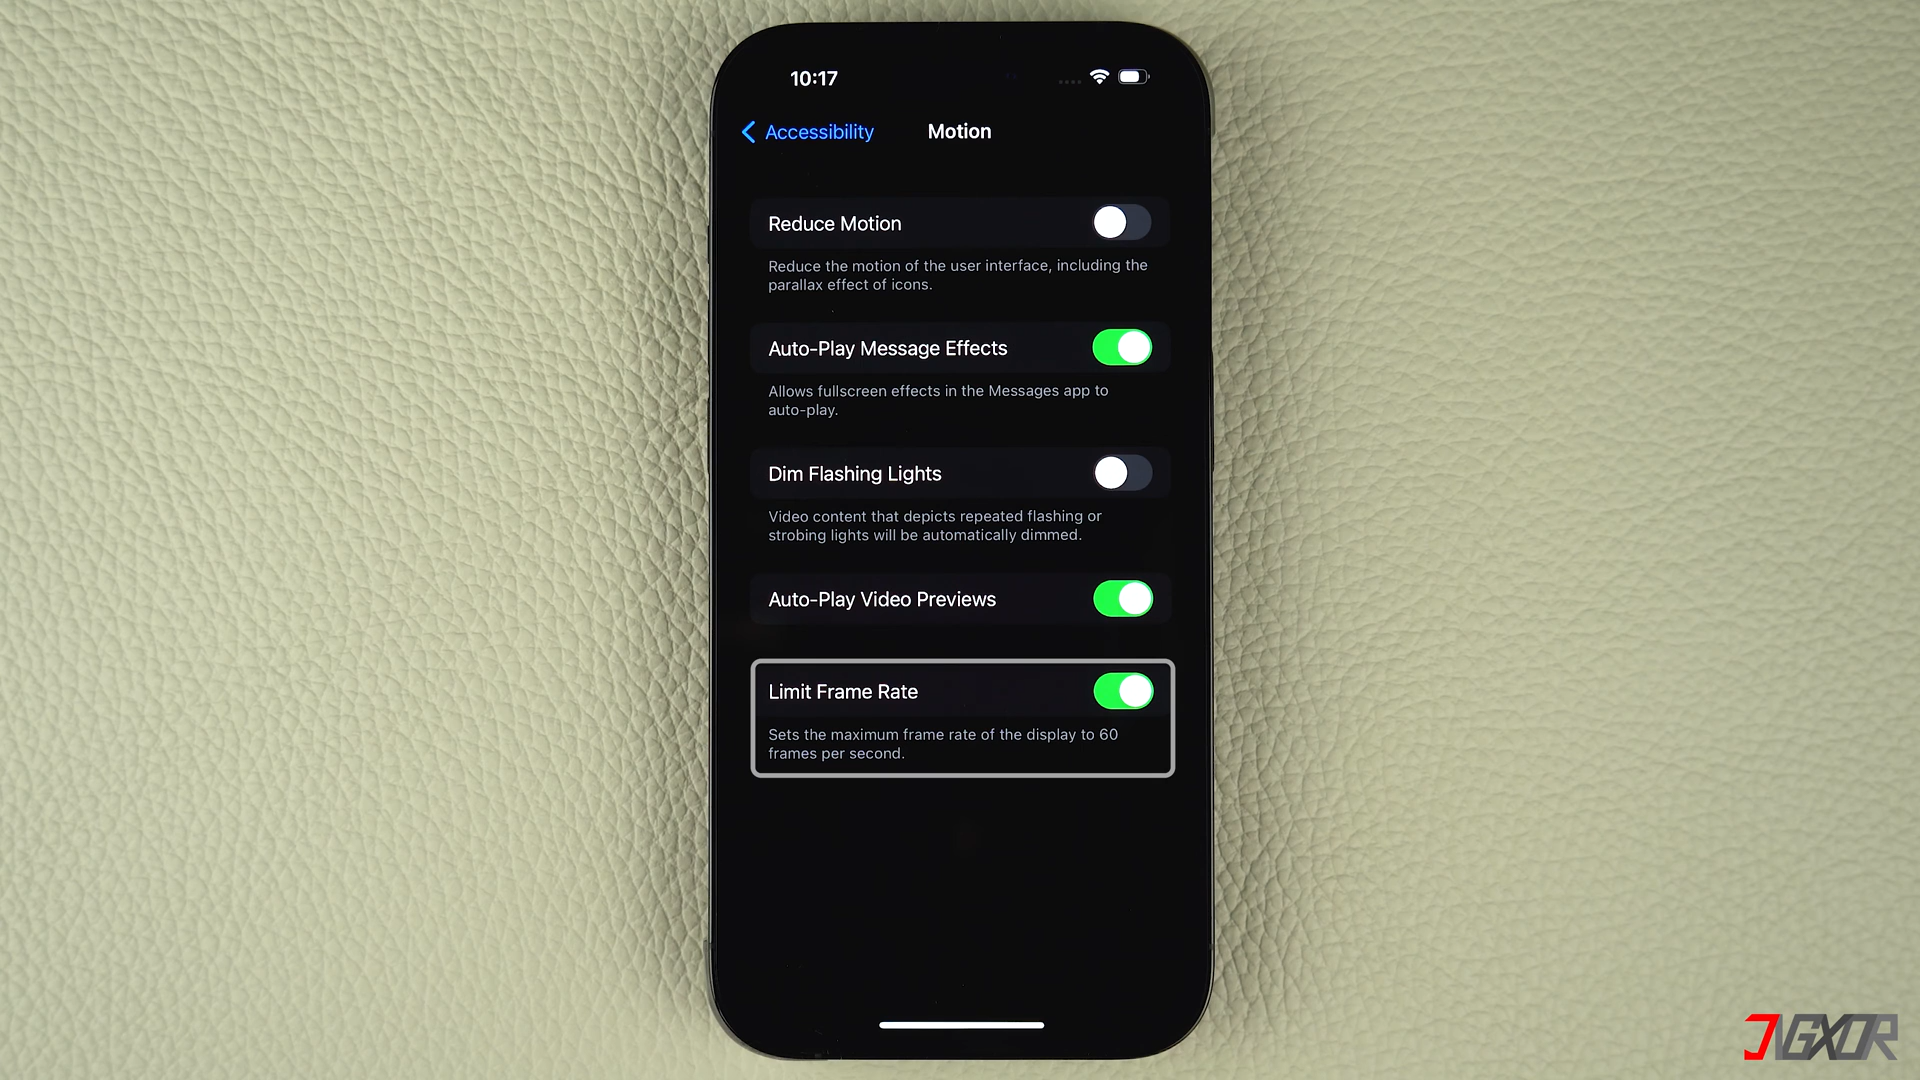 10:17
Accessibility
Motion
Reduce Motion
Reduce the motion of the user interface, including the
parallax effect of icons.
Auto-Play Message Effects
Allows fullscreen effects in the Messages app to
auto-play.
Dim Flashing Lights
Video content that depicts repeated flashing or
strobing lights will be automatically dimmed.
Auto-Play Video Previews
Limit Frame Rate
Sets the maximum frame rate of the display to 60
frames per second.
JIGXOR